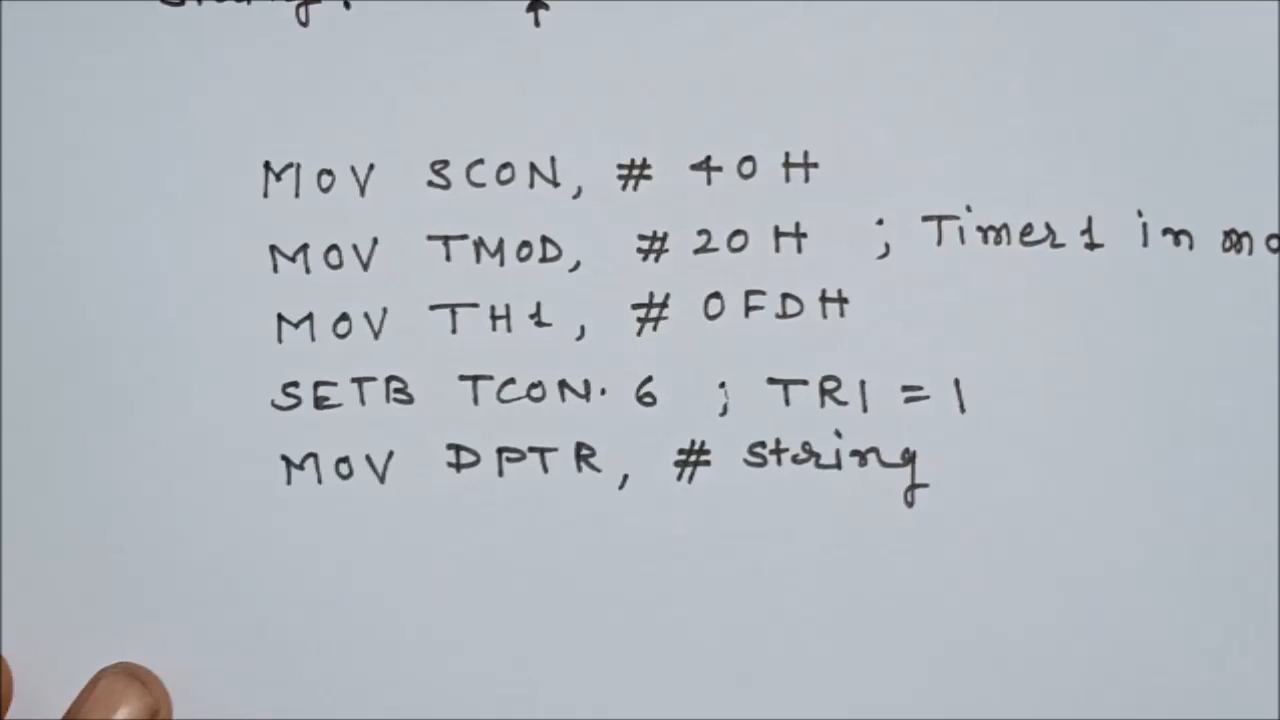 MOV SCON, # 40H
MOV TMOD, # 20H ; Timer1 in mo
MOV TH1, # 0FDH
SETB TCON.6 ; TR1 = 1
MOV DPTR, # string